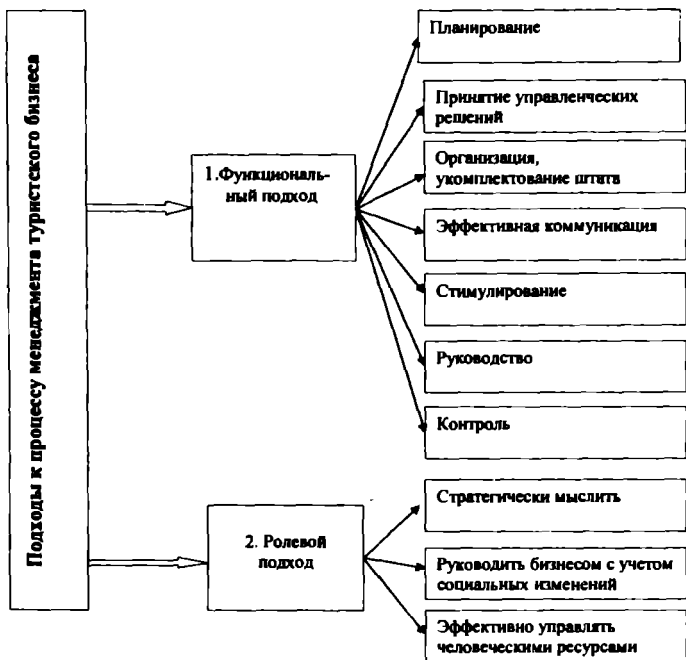 Подходы к процессу менеджмента туристского бизнеса
1.Функциональ-
ный подход
Планирование
Принятие управленческих
решений
Организация,
укомплектование штата
Эффективная коммуникация
Стимулирование
Руководство
Контроль
2. Ролевой
подход
Стратегически мыслить
Руководить бизнесом с учетом
социальных изменений
Эффективно управлять
человеческими ресурсами